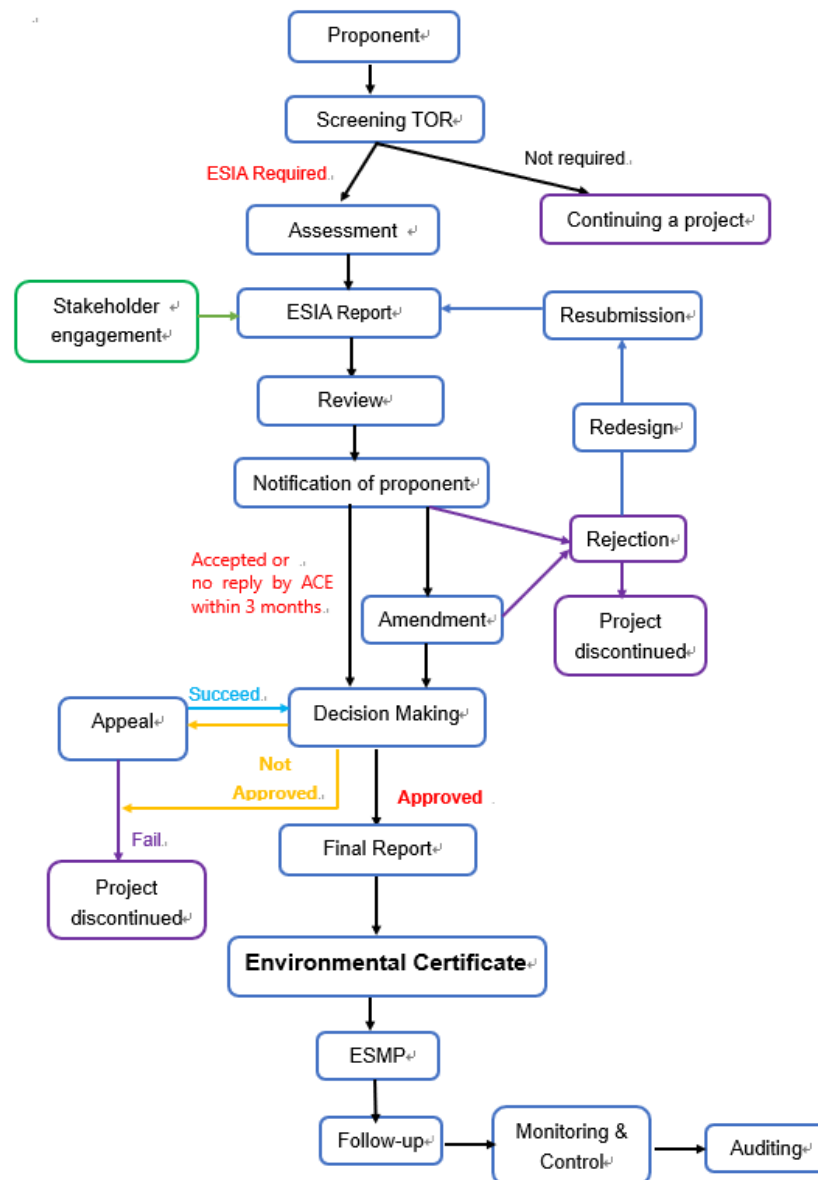 Proponent
Screening TOR
Not required.
ESIA Required.
Continuing a project
Assessment
Stakeholder
engagement
ESIA Report
Resubmission
Review
Redesign
Notification of proponent
Rejection
Accepted or
no reply by ACE
within 3 months.
Amendment
Project
discontinued
Succeed.
Appeal
Decision Making
Not
Approved.
Approved
Fail.
Final Report
Project
discontinued
Environmental Certificate
ESMP
Follow-up
Monitoring &
Control
Auditing